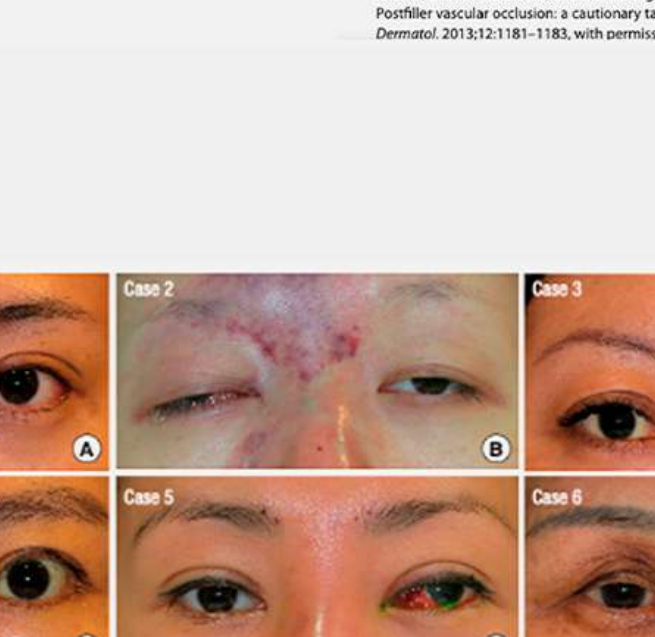 Postfiller vascular occlusion: a cautionary ta
Dermatol. 2013;12:1181–1183, with permiss
Case 2
Case 3
A
B
Case 5
Case 6